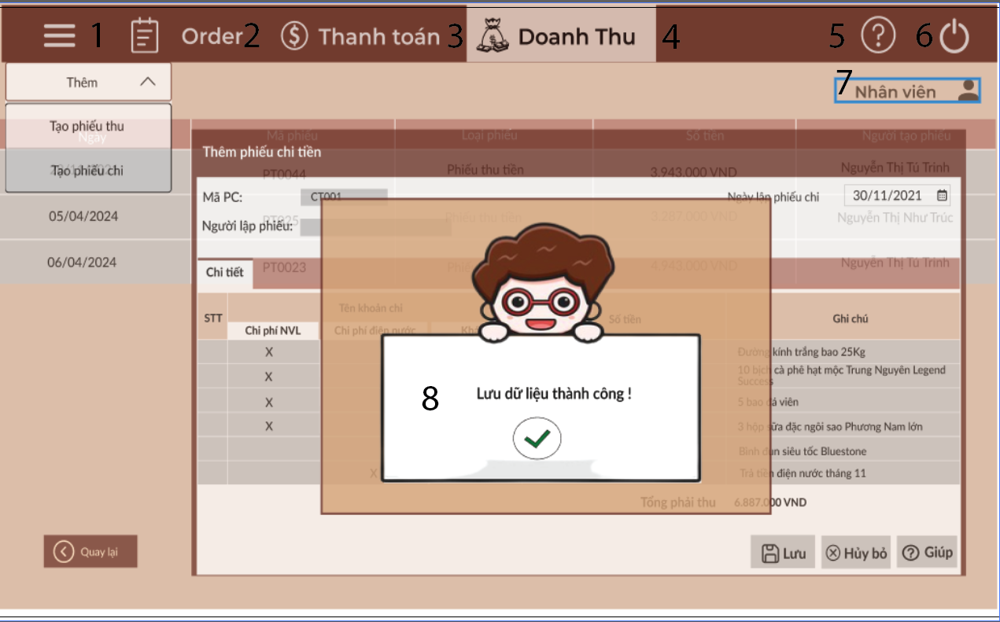 1 Order 2 Thanh toán 3 Doanh Thu 4 5 6
Thêm
7 Nhân viên
Tạo phiếu thu
Ngày Mã phiếu Loại phiếu Số tiền Người tạo phiếu
Thêm phiếu chi tiền
Tạo phiếu chi PT0044 Phiếu thu tiền 3.943.000 VND Nguyễn Thị Tú Trinh
Mã PC: CT001 Ngày lập phiếu chi 30/11/2021
05/04/2024 PT025 Phiếu thu tiền 3.287.000 VND Nguyễn Thị Như Trúc
Người lập phiếu:
06/04/2024 PT0023 4.943.000 VND Nguyễn Thị Tú Trinh
Chi tiết
STT Tên khoản chi Số tiền Ghi chú
Chi phí NVL Chi phí điện nước
X Đường kính trắng bao 25Kg
X 10 bịch cà phê hạt mộc Trung Nguyên Legend
Success
X 5 bao đá viên
X 3 hộp sữa đặc ngôi sao Phương Nam lớn
Bình đun siêu tốc Bluestone
X Trả tiền điện nước tháng 11
8 Lưu dữ liệu thành công !
Tổng phải thu 6.887.000 VND
Quay lại Lưu Hủy bỏ Giúp